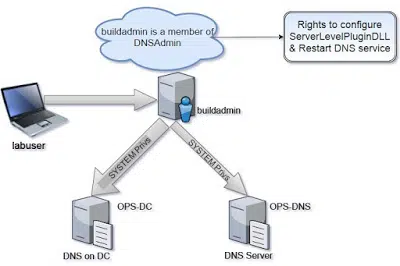 buildadmin is a member of
DNSAdmin
Rights to configure
ServerLevelPluginDLL
& Restart DNS service
labuser
buildadmin
SYSTEM Privs
SYSTEM Privs
OPS-DC
OPS-DNS
DNS on DC
DNS Server